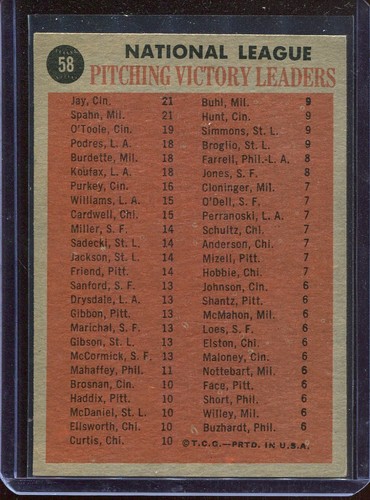 58
NATIONAL LEAGUE
PITCHING VICTORY LEADERS
Jay, Cin. 21
Spahn, Mil. 21
O'Toole, Cin. 19
Podres, L. A. 18
Burdette, Mil. 18
Koufax, L. A. 18
Purkey, Cin. 16
Williams, L. A. 15
Cardwell, Chi. 15
Miller, S. F. 14
Sadecki, St. L. 14
Jackson, St. L. 14
Friend, Pitt. 14
Sanford, S. F. 13
Drysdale, L. A. 13
Gibbon, Pitt. 13
Marichal, S. F. 13
Gibson, St. L. 13
McCormick, S. F. 13
Mahaffey, Phil. 11
Brosnan, Cin. 10
Haddix, Pitt. 10
McDaniel, St. L. 10
Ellsworth, Chi. 10
Curtis, Chi. 10
Buhl, Mil. 9
Hunt, Cin. 9
Simmons, St. L. 9
Broglio, St. L. 9
Farrell, Phil.-L. A. 8
Jones, S. F. 8
Cloninger, Mil. 7
O'Dell, S. F. 7
Perranoski, L. A. 7
Schultz, Chi. 7
Anderson, Chi. 7
Mizell, Pitt. 7
Hobbie, Chi. 7
Johnson, Cin. 6
Shantz, Pitt. 6
McMahon, Mil. 6
Loes, S. F. 6
Elston, Chi. 6
Maloney, Cin. 6
Nottebart, Mil. 6
Face, Pitt. 6
Short, Phil. 6
Willey, Mil. 6
Buzhardt, Phil. 6
© T.C.C.—PRTD. IN U.S.A.